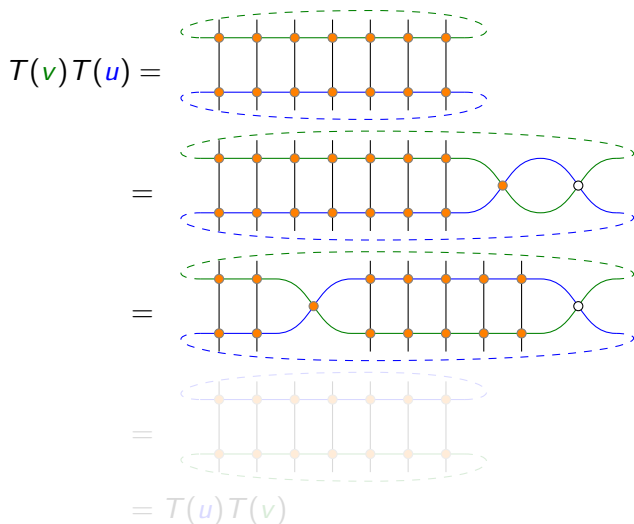 T(v)T(u) =
=
=
=
= T(u)T(v)